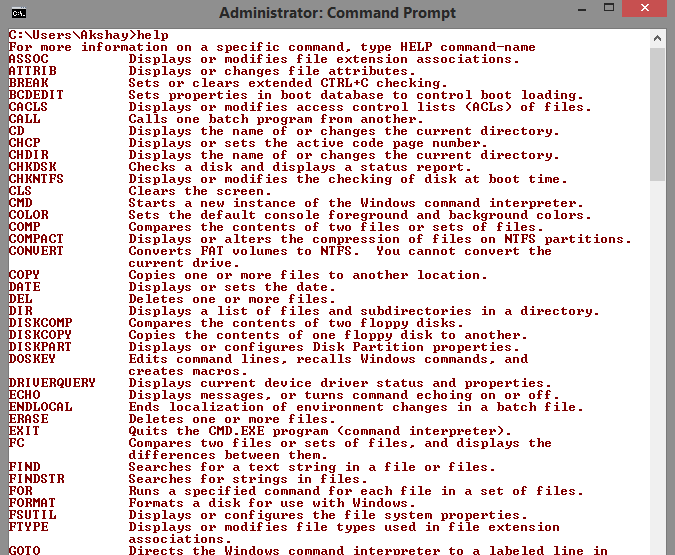 Administrator: Command Prompt
C:\Users\Akshay>help
For more information on a specific command, type HELP command-name
ASSOC          Displays or modifies file extension associations.
ATTRIB         Displays or changes file attributes.
BREAK          Sets or clears extended CTRL+C checking.
BCDEDIT        Sets properties in boot database to control boot loading.
CACLS          Displays or modifies access control lists (ACLs) of files.
CALL           Calls one batch program from another.
CD             Displays the name of or changes the current directory.
CHCP           Displays or sets the active code page number.
CHDIR          Displays the name of or changes the current directory.
CHKDSK         Checks a disk and displays a status report.
CHKNTFS        Displays or modifies the checking of disk at boot time.
CLS            Clears the screen.
CMD            Starts a new instance of the Windows command interpreter.
COLOR          Sets the default console foreground and background colors.
COMP           Compares the contents of two files or sets of files.
COMPACT        Displays or alters the compression of files on NTFS partitions.
CONVERT        Converts FAT volumes to NTFS.  You cannot convert the
               current drive.
COPY           Copies one or more files to another location.
DATE           Displays or sets the date.
DEL            Deletes one or more files.
DIR            Displays a list of files and subdirectories in a directory.
DISKCOMP       Compares the contents of two floppy disks.
DISKCOPY       Copies the contents of one floppy disk to another.
DISKPART       Displays or configures Disk Partition properties.
DOSKEY         Edits command lines, recalls Windows commands, and
               creates macros.
DRIVERQUERY    Displays current device driver status and properties.
ECHO           Displays messages, or turns command echoing on or off.
ENDLOCAL       Ends localization of environment changes in a batch file.
ERASE          Deletes one or more files.
EXIT           Quits the CMD.EXE program (command interpreter).
FC             Compares two files or sets of files, and displays the
               differences between them.
FIND           Searches for a text string in a file or files.
FINDSTR        Searches for strings in files.
FOR            Runs a specified command for each file in a set of files.
FORMAT         Formats a disk for use with Windows.
FSUTIL         Displays or configures the file system properties.
FTYPE          Displays or modifies file types used in file extension
               associations.
GOTO           Directs the Windows command interpreter to a labeled line in